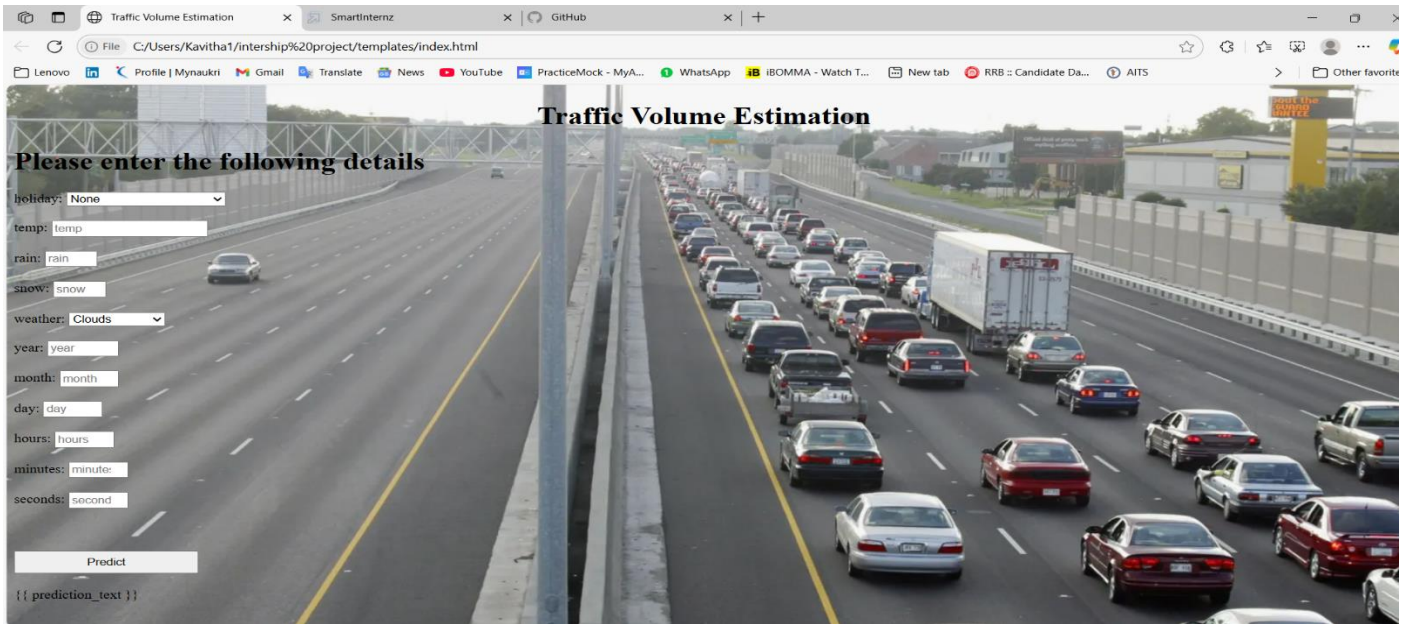 Traffic Volume Estimation
SmartInternz
GitHub
File C:/Users/Kavitha1/intership%20project/templates/index.html
Lenovo Profile | Mynaukri Gmail Translate News YouTube PracticeMock - MyA... WhatsApp iBOMMA - Watch T... New tab RRB :: Candidate Da... AITS Other favorite
Traffic Volume Estimation
Please enter the following details
holiday: None
temp: temp
rain: rain
snow: snow
weather: Clouds
year: year
month: month
day: day
hours: hours
minutes: minute
seconds: second
Predict
{{ prediction_text }}